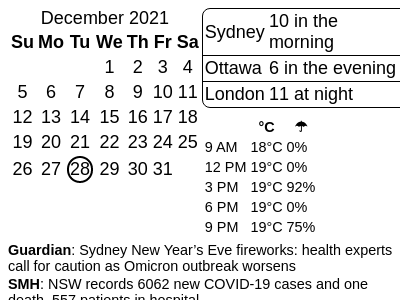 December 2021
Su Mo Tu We Th Fr Sa
1 2 3 4
5 6 7 8 9 10 11
12 13 14 15 16 17 18
19 20 21 22 23 24 25
26 27 28 29 30 31
Sydney 10 in the morning
Ottawa 6 in the evening
London 11 at night
°C ☂
9 AM 18°C 0%
12 PM 19°C 0%
3 PM 19°C 92%
6 PM 19°C 0%
9 PM 19°C 75%
Guardian: Sydney New Year’s Eve fireworks: health experts
call for caution as Omicron outbreak worsens
SMH: NSW records 6062 new COVID-19 cases and one
death, 557 patients in hospital